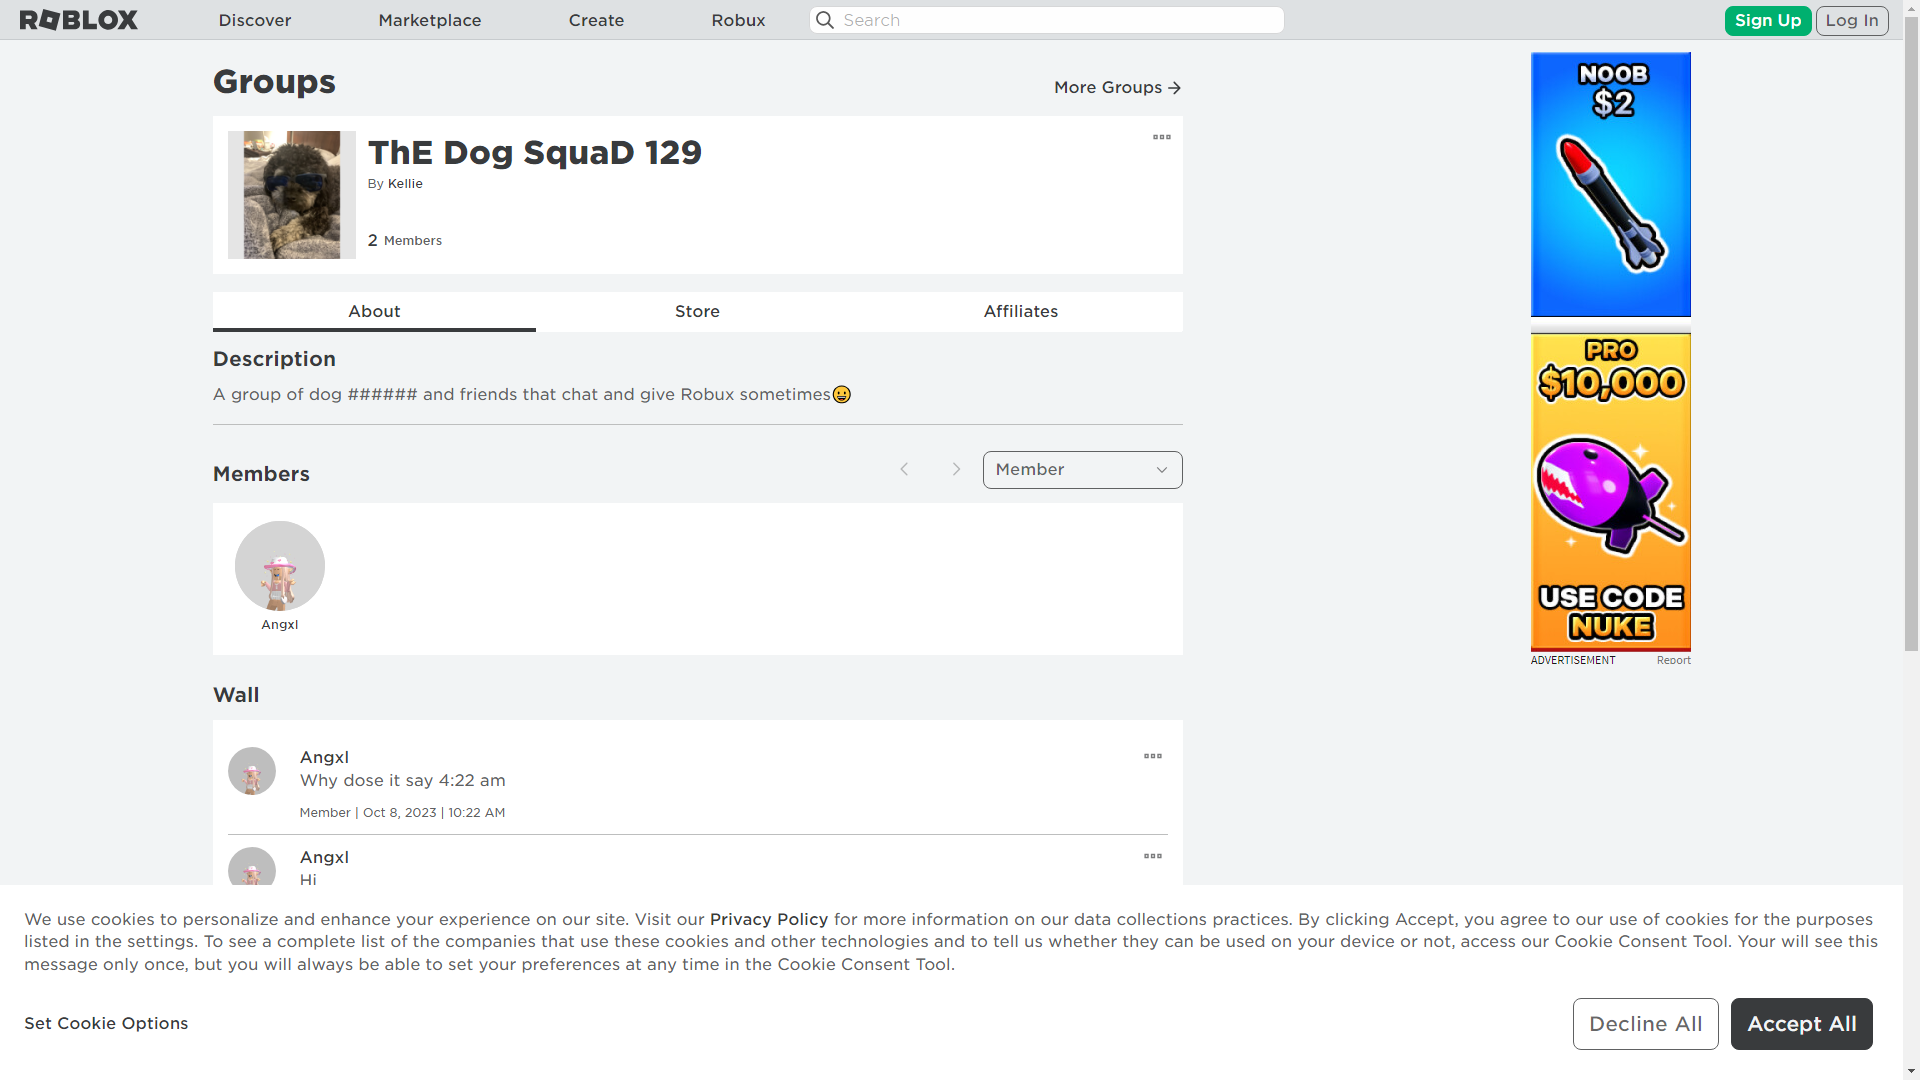 ROBLOX Discover Marketplace Create Robux Search Sign Up Log In
NOOB
$2
Groups
More Groups
ThE Dog SquaD 129
By Kellie
2 Members
About Store Affiliates
Description
A group of dog ###### and friends that chat and give Robux sometimes😀
PRO
$10,000
USE CODE
NUKE
ADVERTISEMENT Report
Members
Member
Angxl
Wall
Angxl
Why dose it say 4:22 am
Member | Oct 8, 2023 | 10:22 AM
Angxl
Hi
We use cookies to personalize and enhance your experience on our site. Visit our Privacy Policy for more information on our data collections practices. By clicking Accept, you agree to our use of cookies for the purposes
listed in the settings. To see a complete list of the companies that use these cookies and other technologies and to tell us whether they can be used on your device or not, access our Cookie Consent Tool. Your will see this
message only once, but you will always be able to set your preferences at any time in the Cookie Consent Tool.
Set Cookie Options
Decline All Accept All